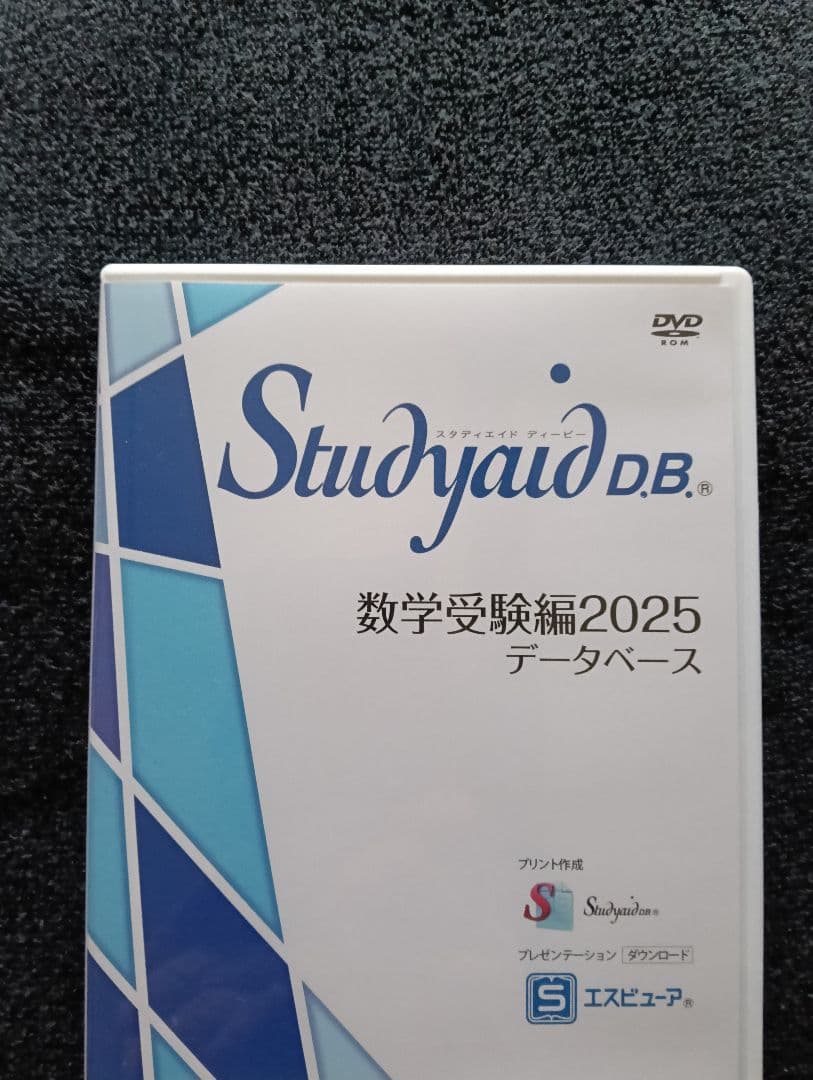 DVD
ROM
スタディエイド ディービー
Studyaid D.B.®
数学受験編2025
データベース
プリント作成
S Studyaid D.B.®
プレゼンテーション ダウンロード
S エスビューア®